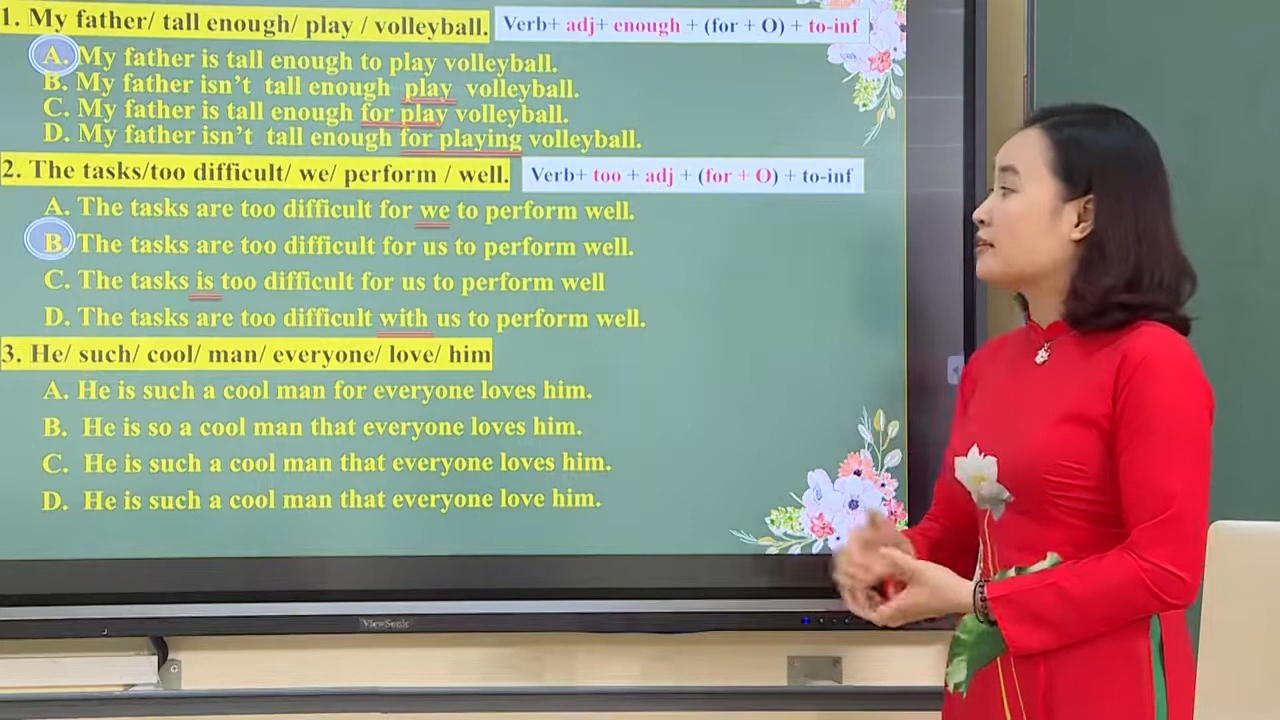 1. My father/ tall enough/ play / volleyball. Verb+ adj+ enough + (for + O) + to-inf
A. My father is tall enough to play volleyball.
B. My father isn’t tall enough play volleyball.
C. My father is tall enough for play volleyball.
D. My father isn’t tall enough for playing volleyball.
2. The tasks/too difficult/ we/ perform / well. Verb+ too + adj + (for + O) + to-inf
A. The tasks are too difficult for we to perform well.
B. The tasks are too difficult for us to perform well.
C. The tasks is too difficult for us to perform well
D. The tasks are too difficult with us to perform well.
3. He/ such/ cool/ man/ everyone/ love/ him
A. He is such a cool man for everyone loves him.
B. He is so a cool man that everyone loves him.
C. He is such a cool man that everyone loves him.
D. He is such a cool man that everyone love him.
ViewSonic